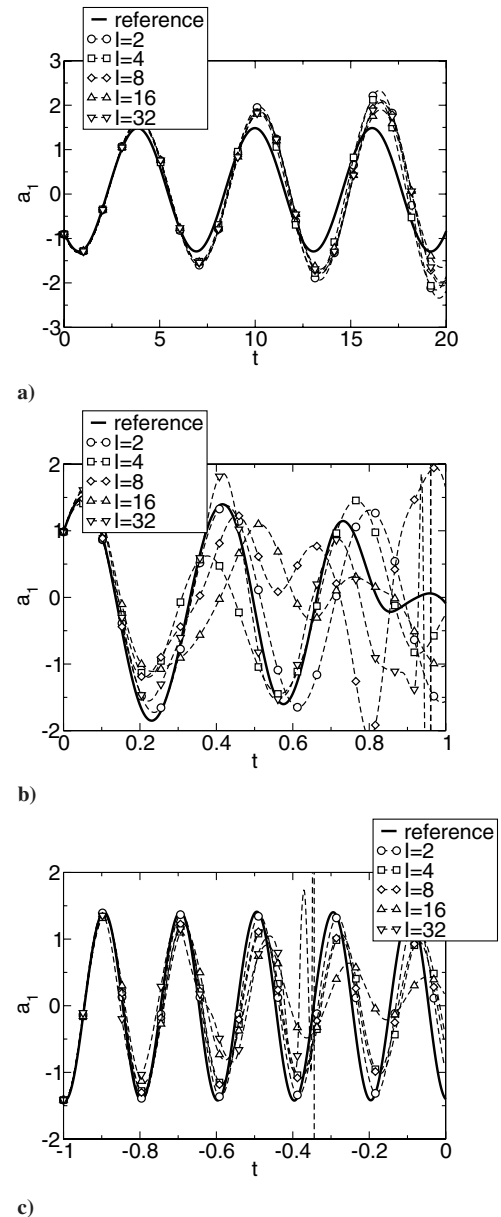 reference
l=2
l=4
l=8
l=16
l=32
3
2
1
0
-1
-2
-3
a1
0 5 10 15 20
t
a)
reference
l=2
l=4
l=8
l=16
l=32
2
1
0
-1
-2
a1
0 0.2 0.4 0.6 0.8 1
t
b)
reference
l=2
l=4
l=8
l=16
l=32
2
1
0
-1
-2
a1
-1 -0.8 -0.6 -0.4 -0.2 0
t
c)